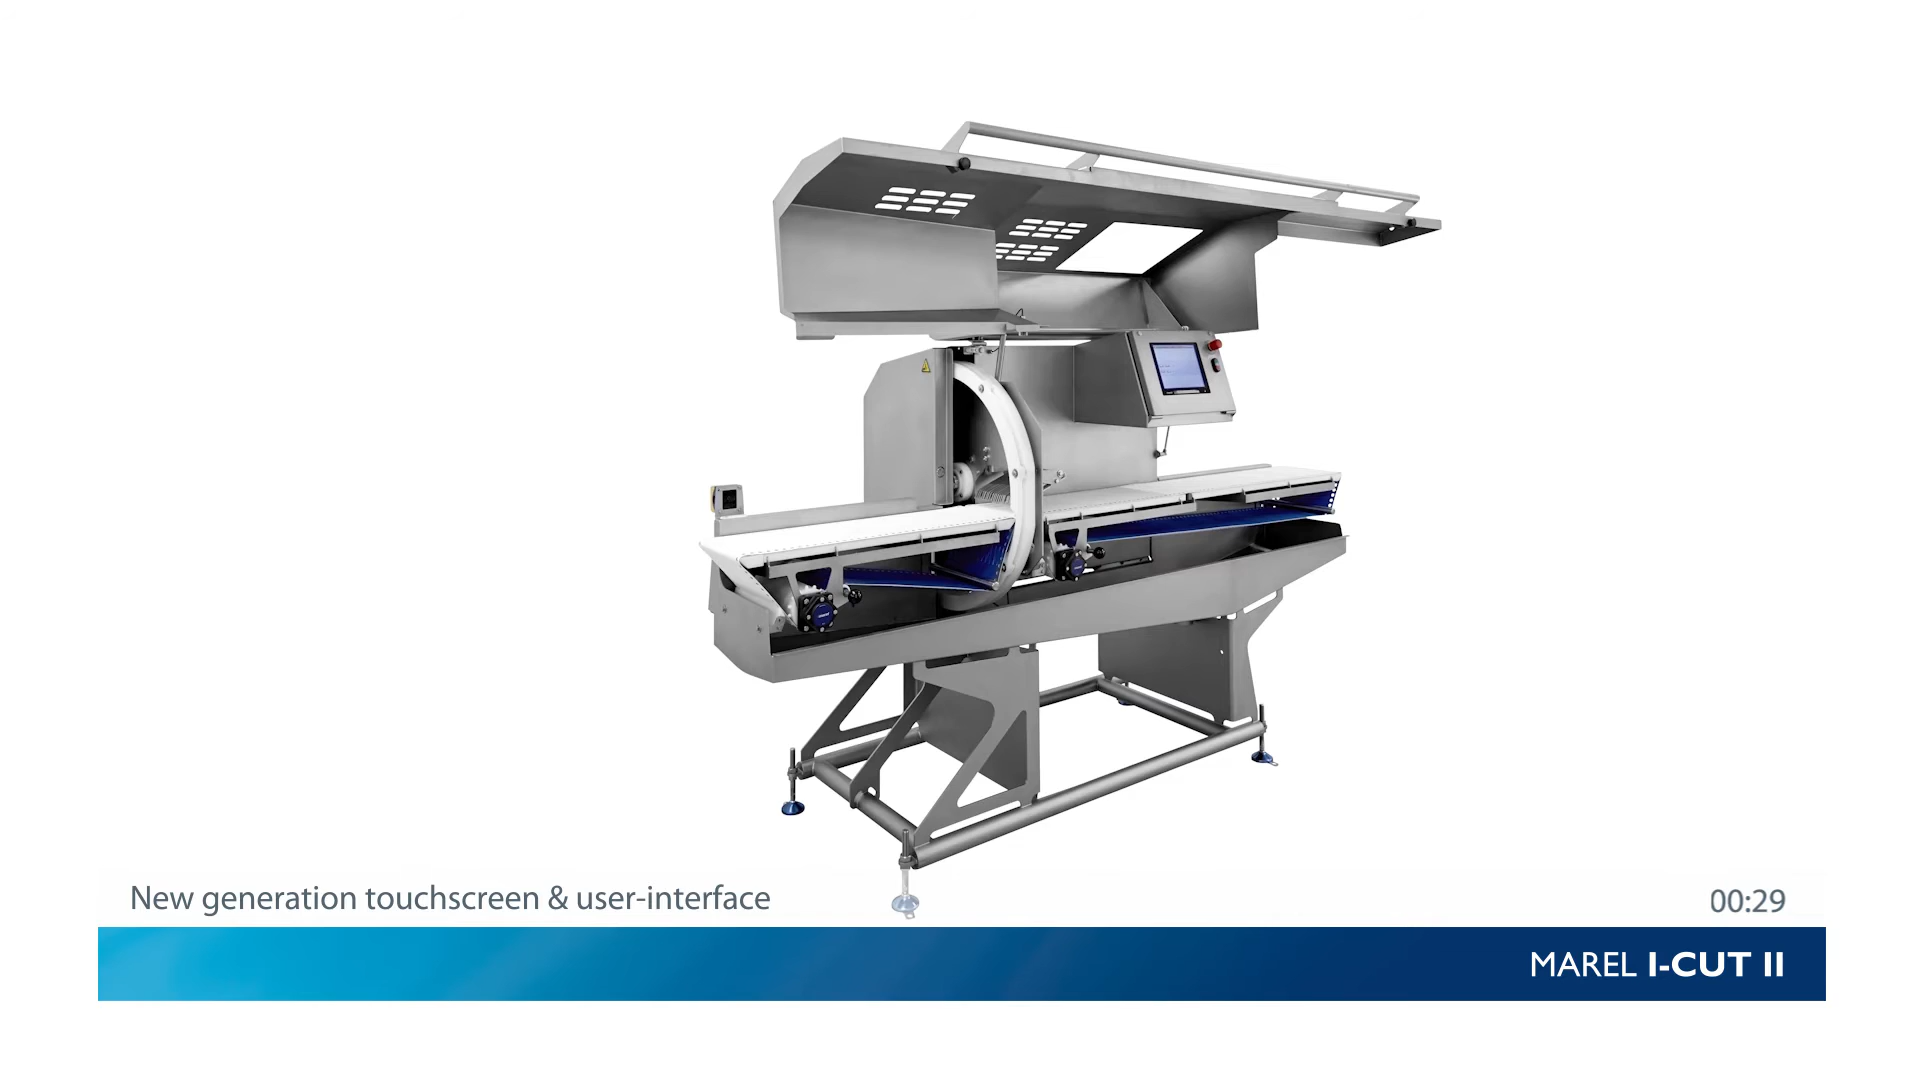 New generation touchscreen & user-interface
00:29
MAREL I-CUT II